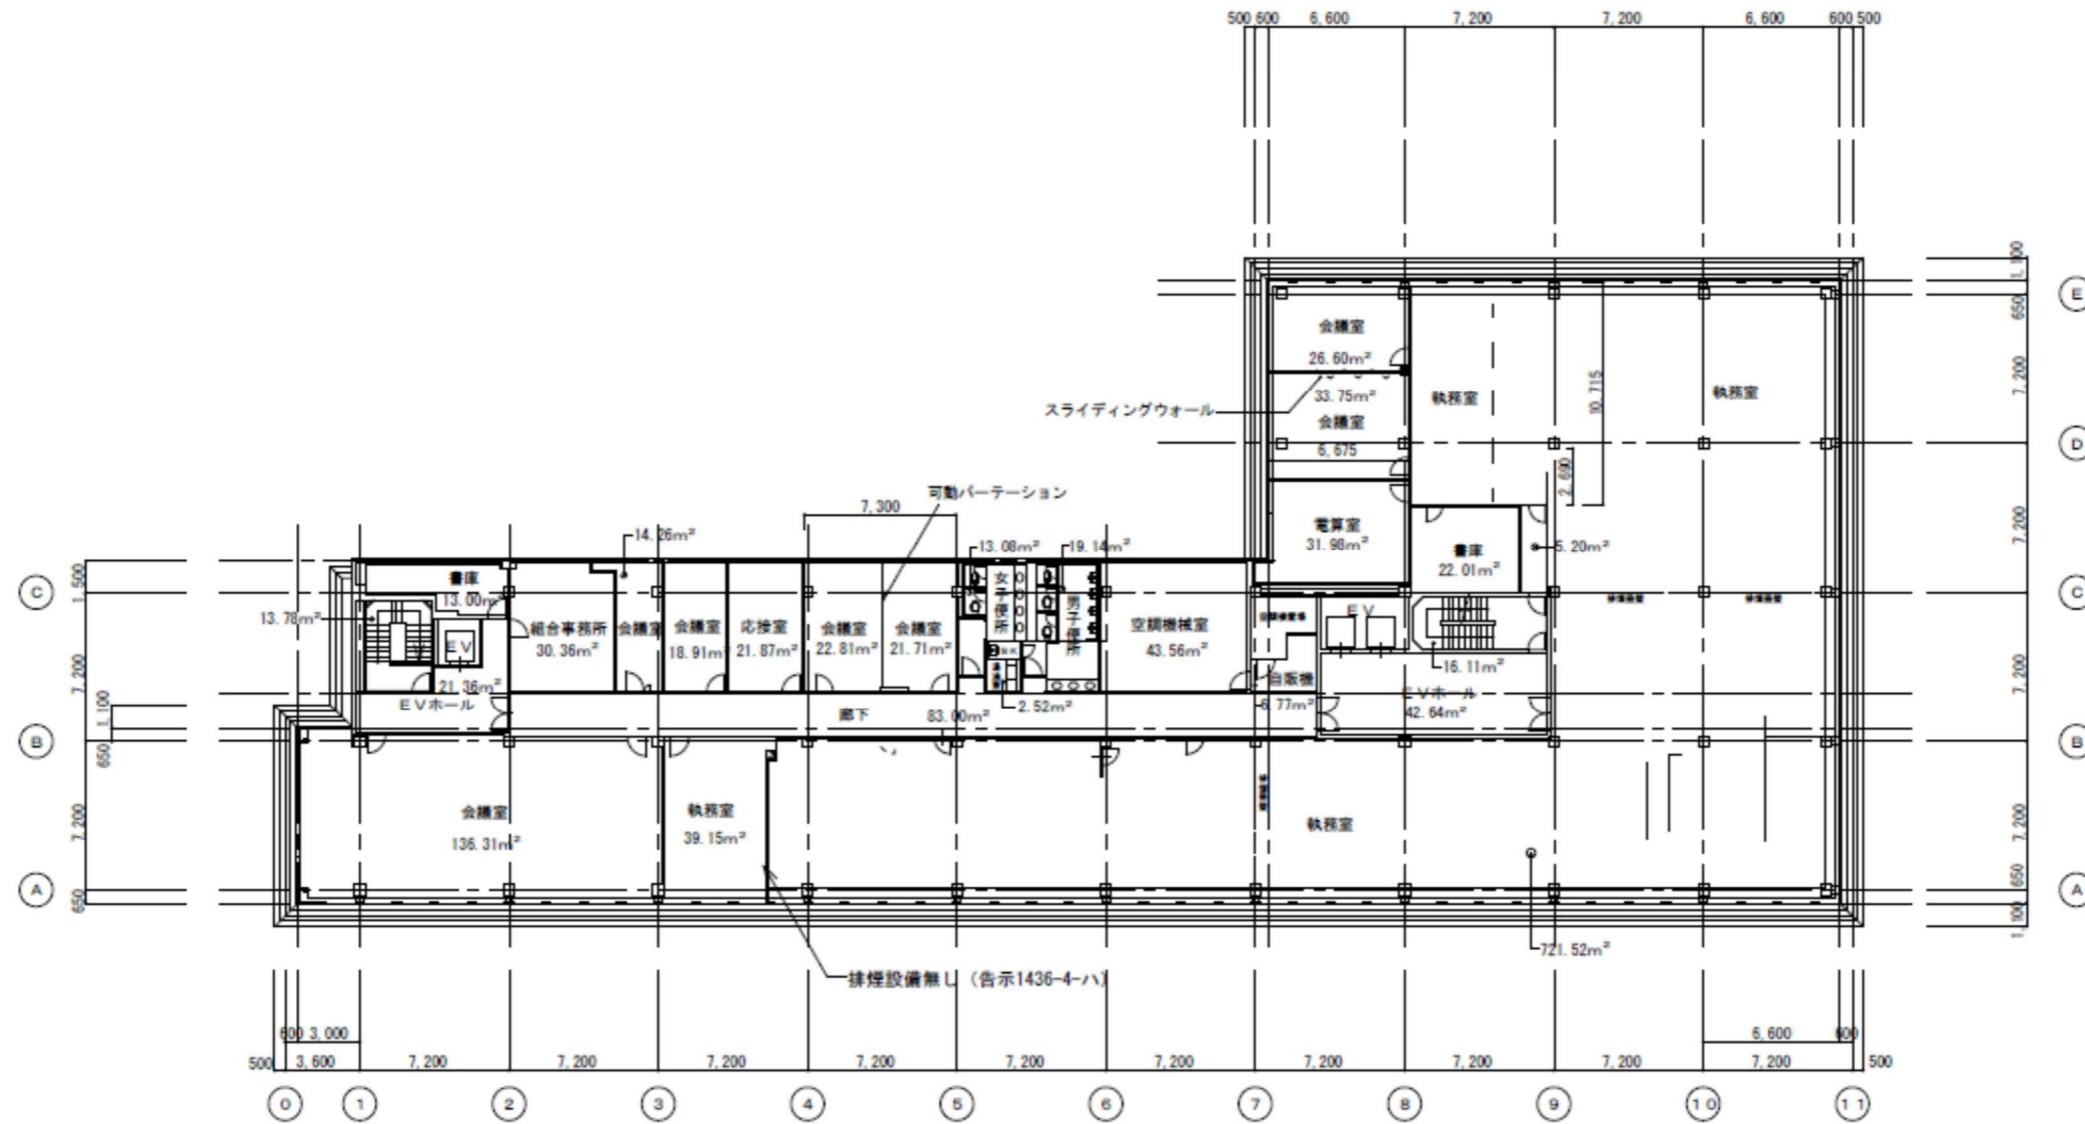 500 600 6,600 7,200 7,200 6,600 600 500
1,100
E
650
会議室
26.60m²
7,200
スライディングウォール
33.75m²
会議室
6,675
執務室
10,715
執務室
D
2,690
可動パーテーション
7,300
電算室
31.98m²
7,200
書庫
22.01m²
5.20m²
14.26m²
13.08m²
19.14m²
1,500
C
書庫
13.00m²
13.78m²
EV
21.36m²
EVホール
組合事務所
30.36m²
会議室
会議室
18.91m²
応接室
21.87m²
会議室
22.81m²
会議室
21.71m²
女子便所
男子便所
空調機械室
43.56m²
EV
C
16.11m²
自販機
6.77m²
EVホール
42.64m²
2.52m²
廊下
83.00m²
7,200
1,100
7,200
B
650
B
会議室
136.31m²
執務室
39.15m²
執務室
7,200
7,200
A
650
650
A
1,100
721.52m²
排煙設備無し（告示1436-4-ハ）
600 3,000
6,600 600
500 3,600 7,200 7,200 7,200 7,200 7,200 7,200 7,200 7,200 7,200 7,200 500
0 1 2 3 4 5 6 7 8 9 10 11